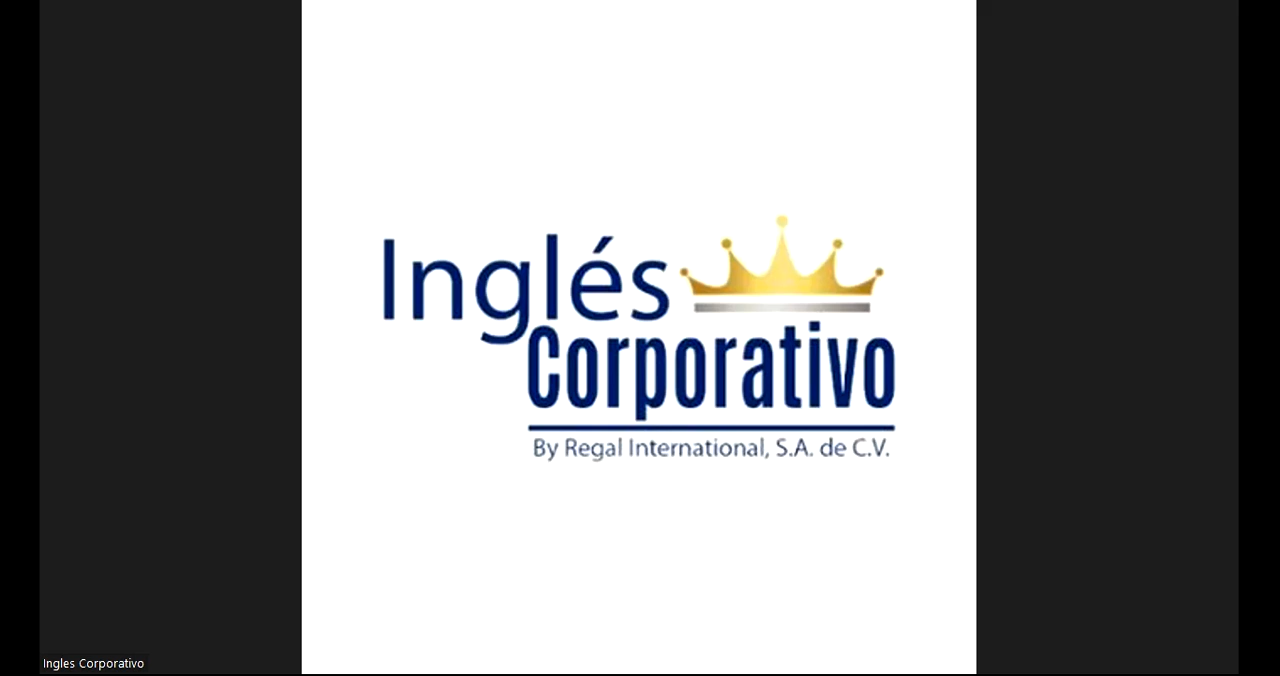 Inglés
Corporativo
By Regal International, S.A. de C.V.
Ingles Corporativo